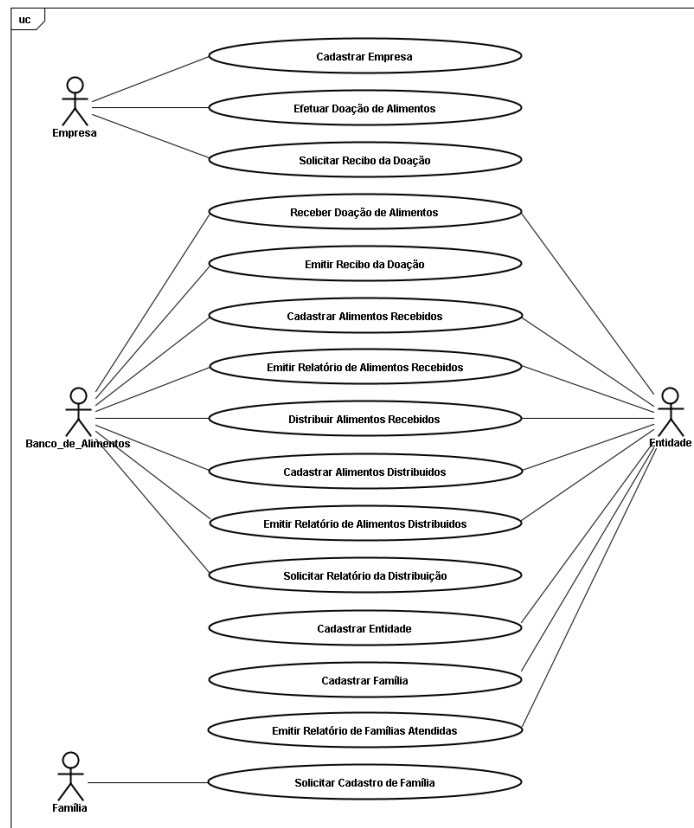 uc
Cadastrar Empresa
Efetuar Doação de Alimentos
Empresa
Solicitar Recibo da Doação
Receber Doação de Alimentos
Emitir Recibo da Doação
Cadastrar Alimentos Recebidos
Emitir Relatório de Alimentos Recebidos
Distribuir Alimentos Recebidos
Banco_de_Alimentos
Entidade
Cadastrar Alimentos Distribuidos
Emitir Relatório de Alimentos Distribuidos
Solicitar Relatório da Distribuição
Cadastrar Entidade
Cadastrar Família
Emitir Relatório de Famílias Atendidas
Solicitar Cadastro de Família
Família